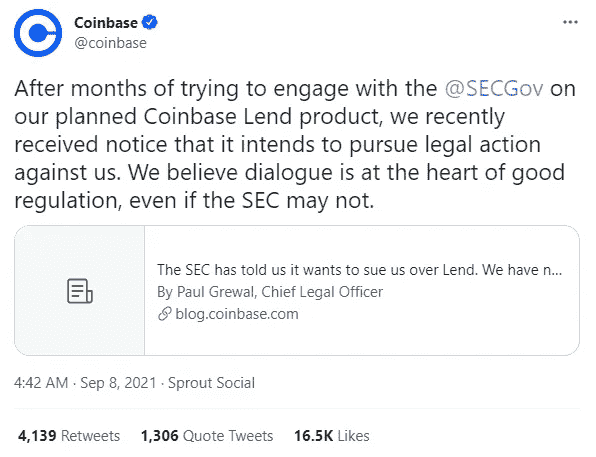 Coinbase
@coinbase
After months of trying to engage with the @SECGov on
our planned Coinbase Lend product, we recently
received notice that it intends to pursue legal action
against us. We believe dialogue is at the heart of good
regulation, even if the SEC may not.
The SEC has told us it wants to sue us over Lend. We have n...
By Paul Grewal, Chief Legal Officer
blog.coinbase.com
4:42 AM · Sep 8, 2021 · Sprout Social
4,139 Retweets 1,306 Quote Tweets 16.5K Likes